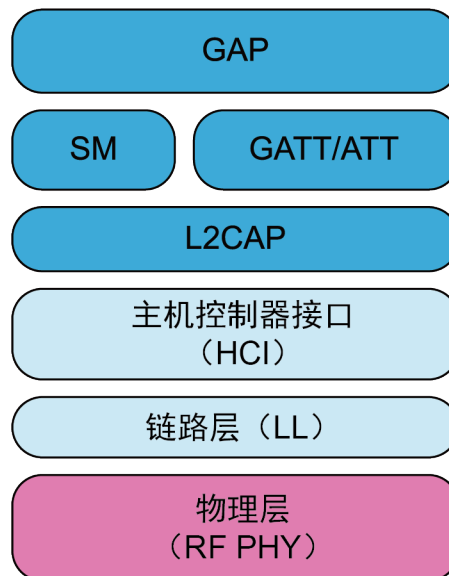 GAP
SM
GATT/ATT
L2CAP
主机控制器接口
（HCI）
链路层（LL）
物理层
（RF PHY）